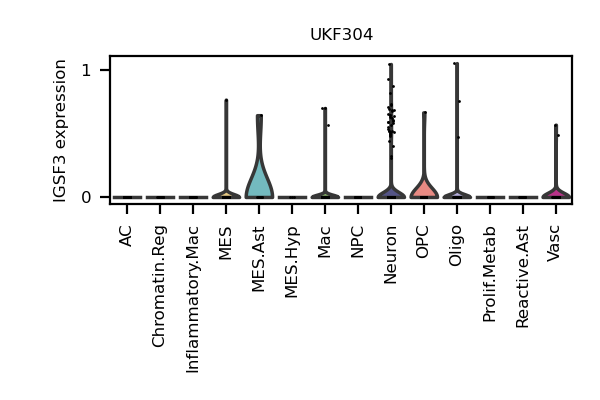 UKF304
IGSF3 expression
1
0
AC
Chromatin.Reg
Inflammatory.Mac
MES
MES.Ast
MES.Hyp
Mac
NPC
Neuron
OPC
Oligo
Prolif.Metab
Reactive.Ast
Vasc